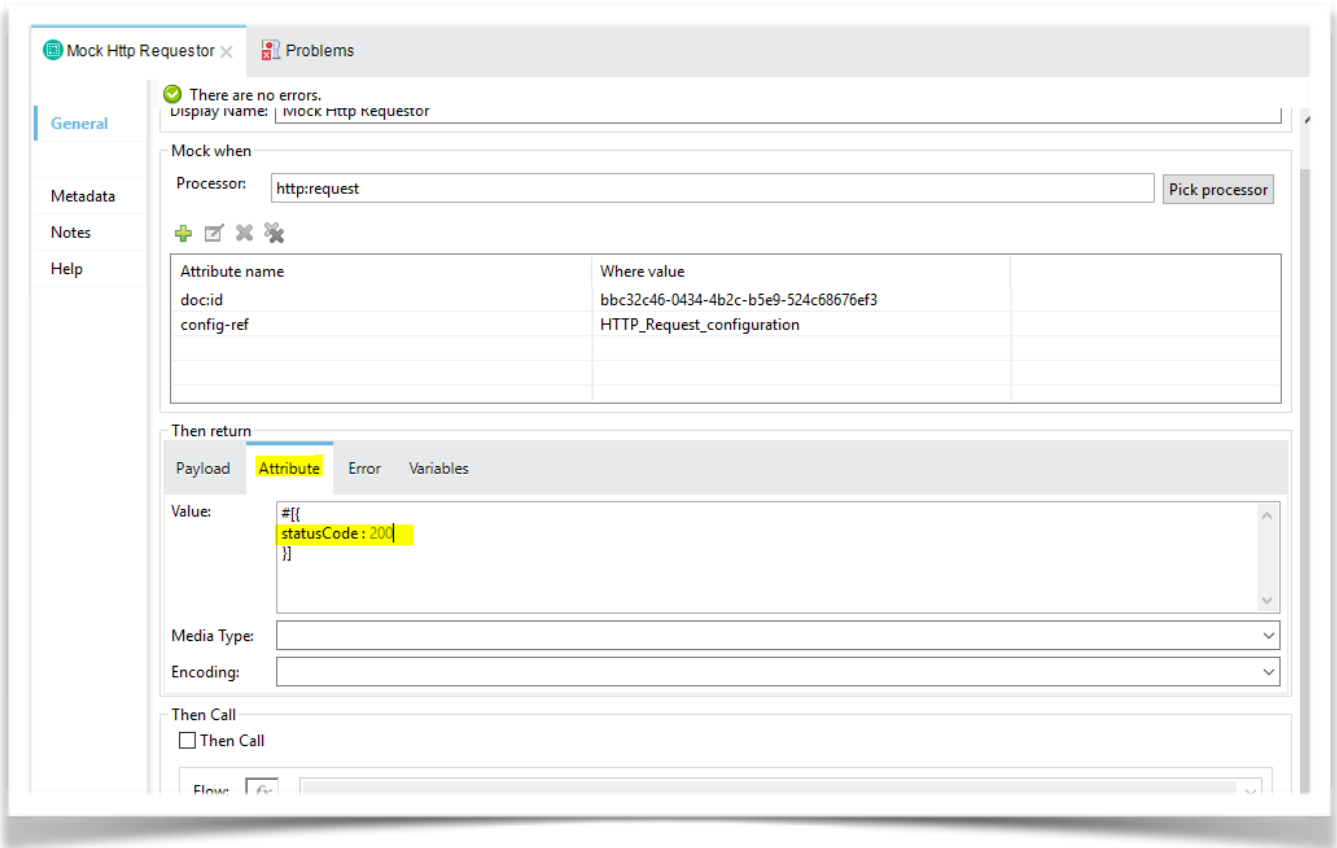 Mock Http Requestor Problems
There are no errors.
Display Name: Mock Http Requestor
General
Mock when
Processor: http:request Pick processor
Metadata
Notes
Help
Attribute name Where value
doc:id bbc32c46-0434-4b2c-b5e9-524c68676ef3
config-ref HTTP_Request_configuration
Then return
Payload Attribute Error Variables
Value: #[{
statusCode : 200
}]
Media Type:
Encoding:
Then Call
Then Call
Flow: fx